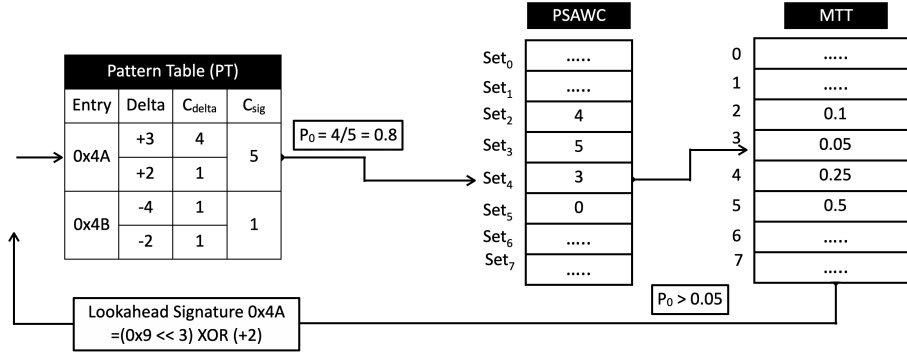 PSAWC
MTT
Pattern Table (PT)
Entry Delta Cdelta Csig
0x4A +3 4 5
+2 1
0x4B -4 1 1
-2 1
P0 = 4/5 = 0.8
Set0 .....
Set1 .....
Set2 4
Set3 5
Set4 3
Set5 0
Set6 .....
Set7 .....
0 .....
1 .....
2 0.1
3 0.05
4 0.25
5 0.5
6 .....
7 .....
P0 > 0.05
Lookahead Signature 0x4A
=(0x9 << 3) XOR (+2)